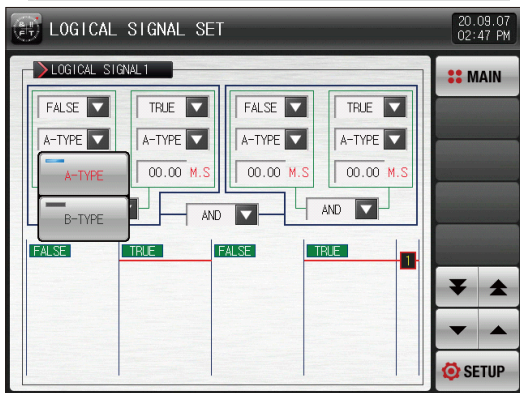 LOGICAL SIGNAL SET
20.09.07
02:47 PM
LOGICAL SIGNAL1
MAIN
FALSE TRUE FALSE TRUE
A-TYPE A-TYPE A-TYPE A-TYPE
A-TYPE 00.00 M.S 00.00 M.S 00.00 M.S
B-TYPE AND AND
FALSE TRUE FALSE TRUE
1
SETUP